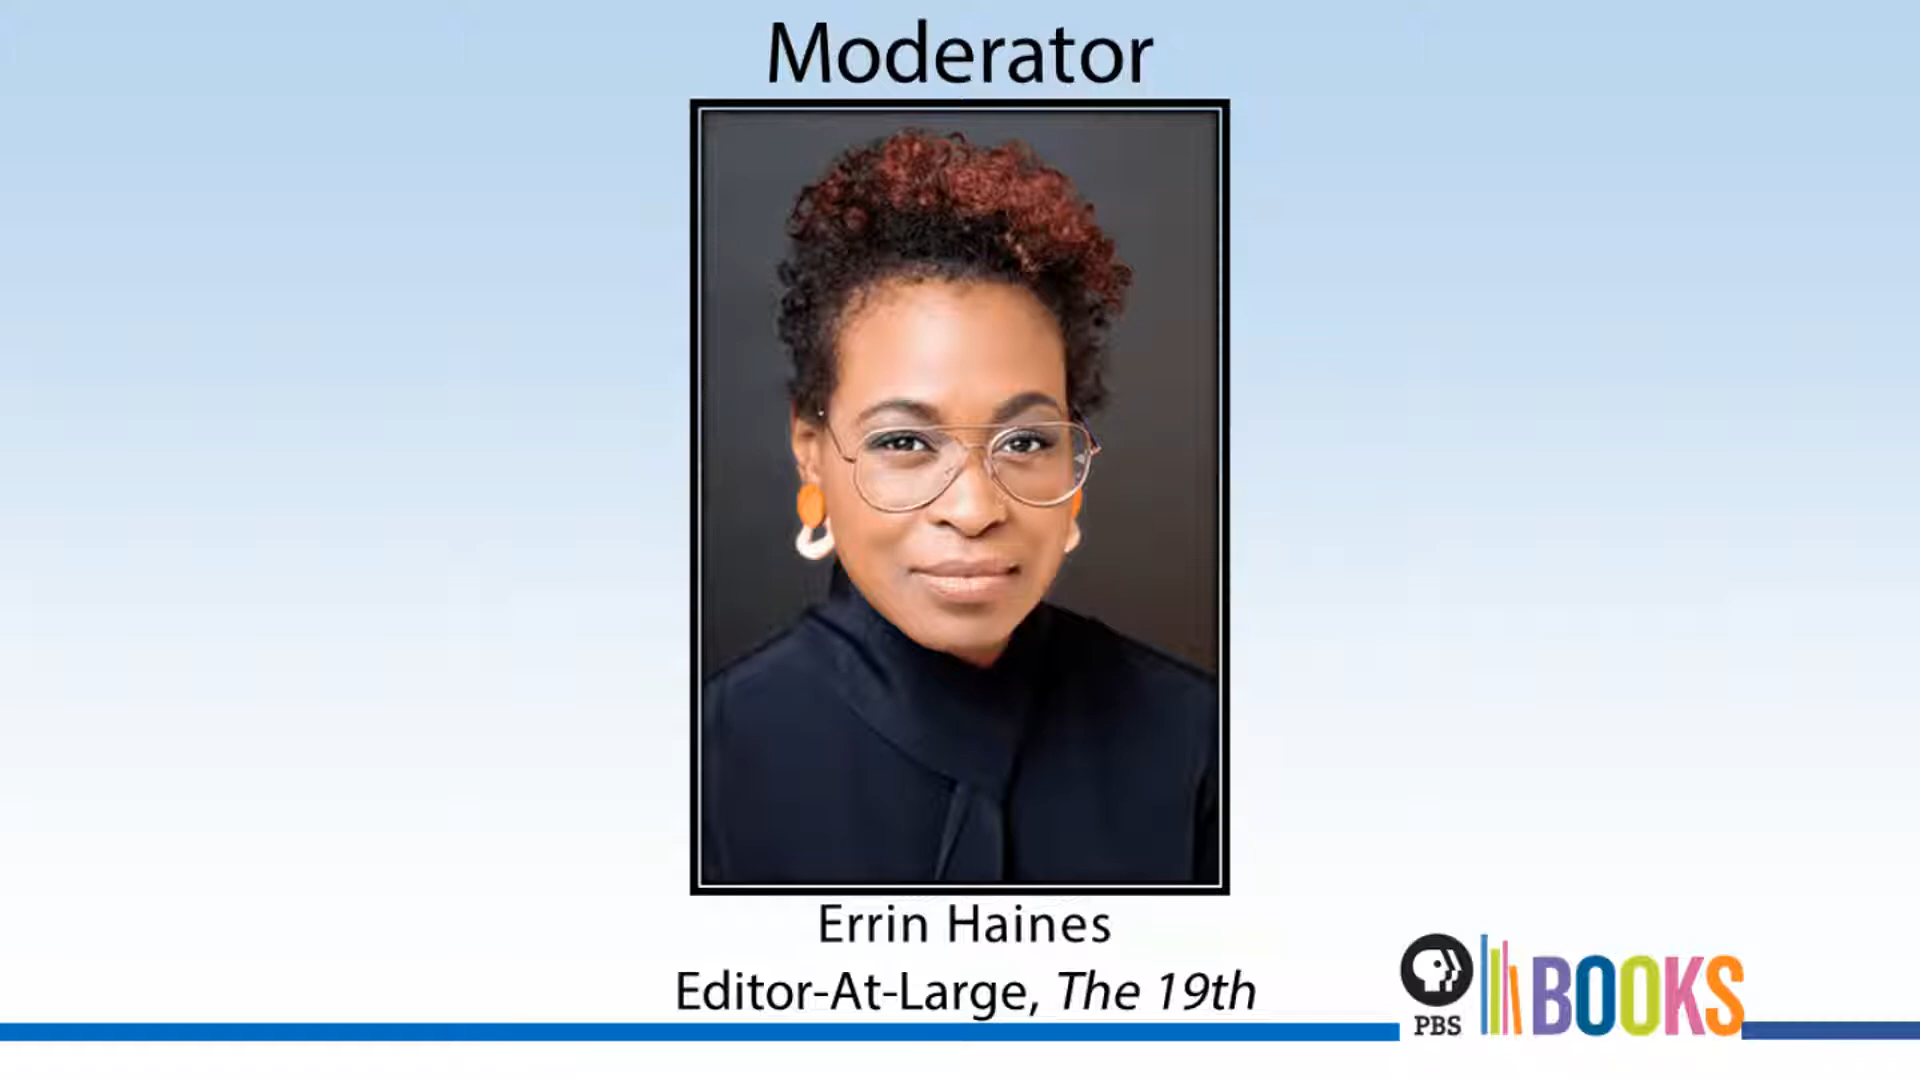 Moderator
Errin Haines
Editor-At-Large, The 19th
PBS BOOKS